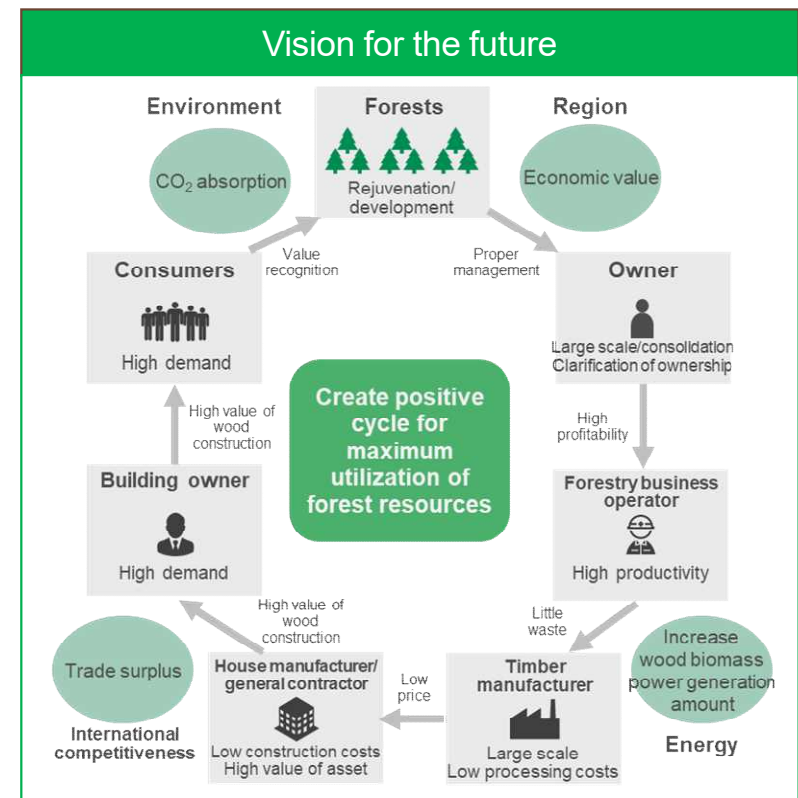 Vision for the future
Environment
Forests
Region
CO₂ absorption
Rejuvenation/
development
Economic value
Value
recognition
Proper
management
Consumers
High demand
Owner
Large scale/consolidation
Clarification of ownership
Create positive
cycle for
maximum
utilization of
forest resources
High value of
wood
construction
High
profitability
Building owner
High demand
Forestry business
operator
High productivity
High value of
wood
construction
Little
waste
Trade surplus
International
competitiveness
House manufacturer/
general contractor
Low construction costs
High value of asset
Low
price
Timber
manufacturer
Large scale
Low processing costs
Increase
wood biomass
power generation
amount
Energy